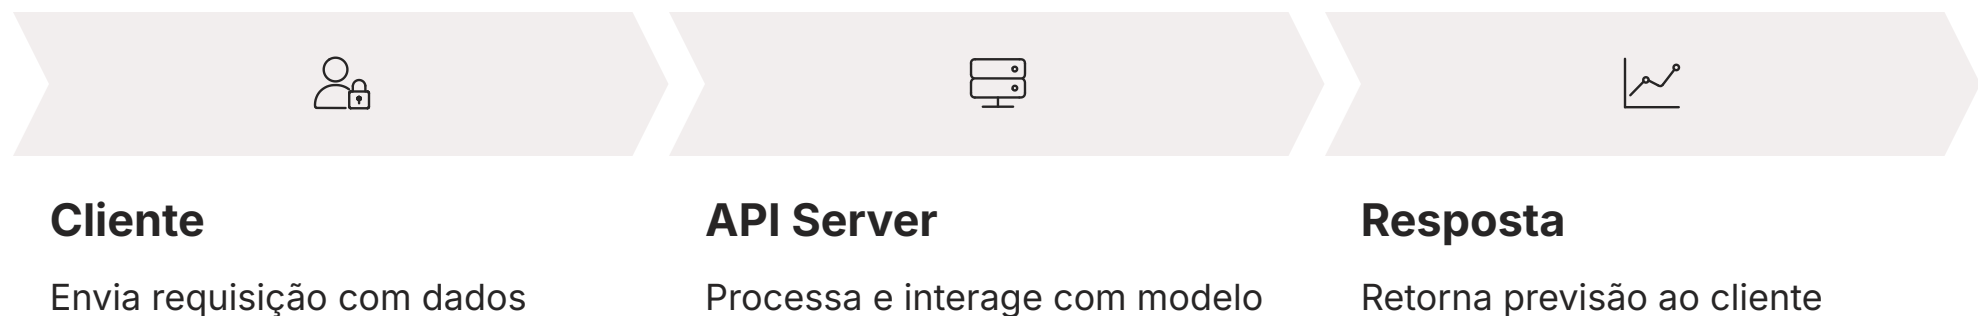 Cliente
Envia requisição com dados
API Server
Processa e interage com modelo
Resposta
Retorna previsão ao cliente